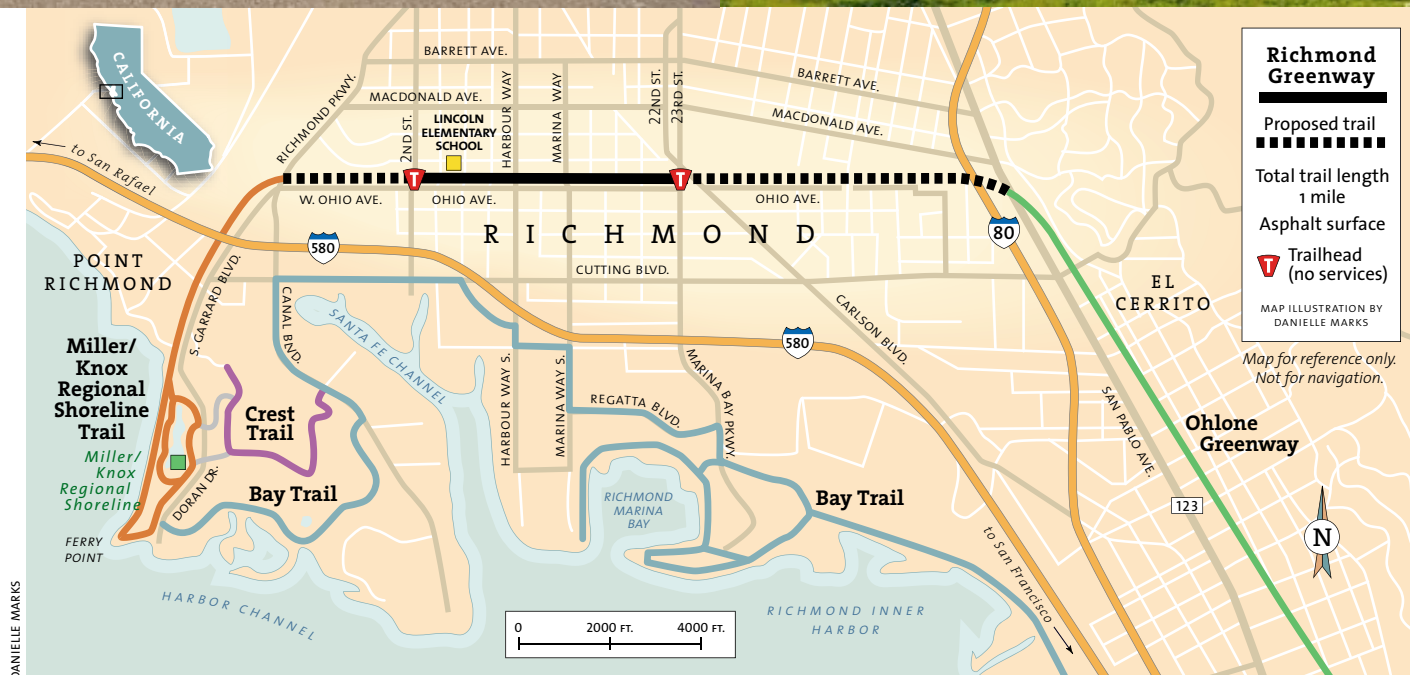 CALIFORNIA
to San Rafael
RICHMOND PKWY.
BARRETT AVE.
MACDONALD AVE.
2ND ST.
LINCOLN
ELEMENTARY
SCHOOL
HARBOUR WAY
MARINA WAY
22ND ST.
23RD ST.
BARRETT AVE.
MACDONALD AVE.
T
T
W. OHIO AVE.
OHIO AVE.
OHIO AVE.
RICHMOND
580
80
POINT
RICHMOND
S. GARRARD BLVD.
CUTTING BLVD.
CANAL BLVD.
SANTA FE CHANNEL
CARLSON BLVD.
580
EL
CERRITO
Miller/
Knox
Regional
Shoreline
Trail
Miller/
Knox
Regional
Shoreline
Crest
Trail
HARBOUR WAY S.
MARINA WAY S.
REGATTA BLVD.
MARINA BAY PKWY.
SAN PABLO AVE.
Ohlone
Greenway
DORAN DR.
Bay Trail
RICHMOND
MARINA
BAY
Bay Trail
123
FERRY
POINT
to San Francisco
N
HARBOR CHANNEL
RICHMOND INNER
HARBOR
0 2000 FT. 4000 FT.
Richmond
Greenway
Proposed trail
Total trail length
1 mile
Asphalt surface
T Trailhead
(no services)
MAP ILLUSTRATION BY
DANIELLE MARKS
Map for reference only.
Not for navigation.
DANIELLE MARKS